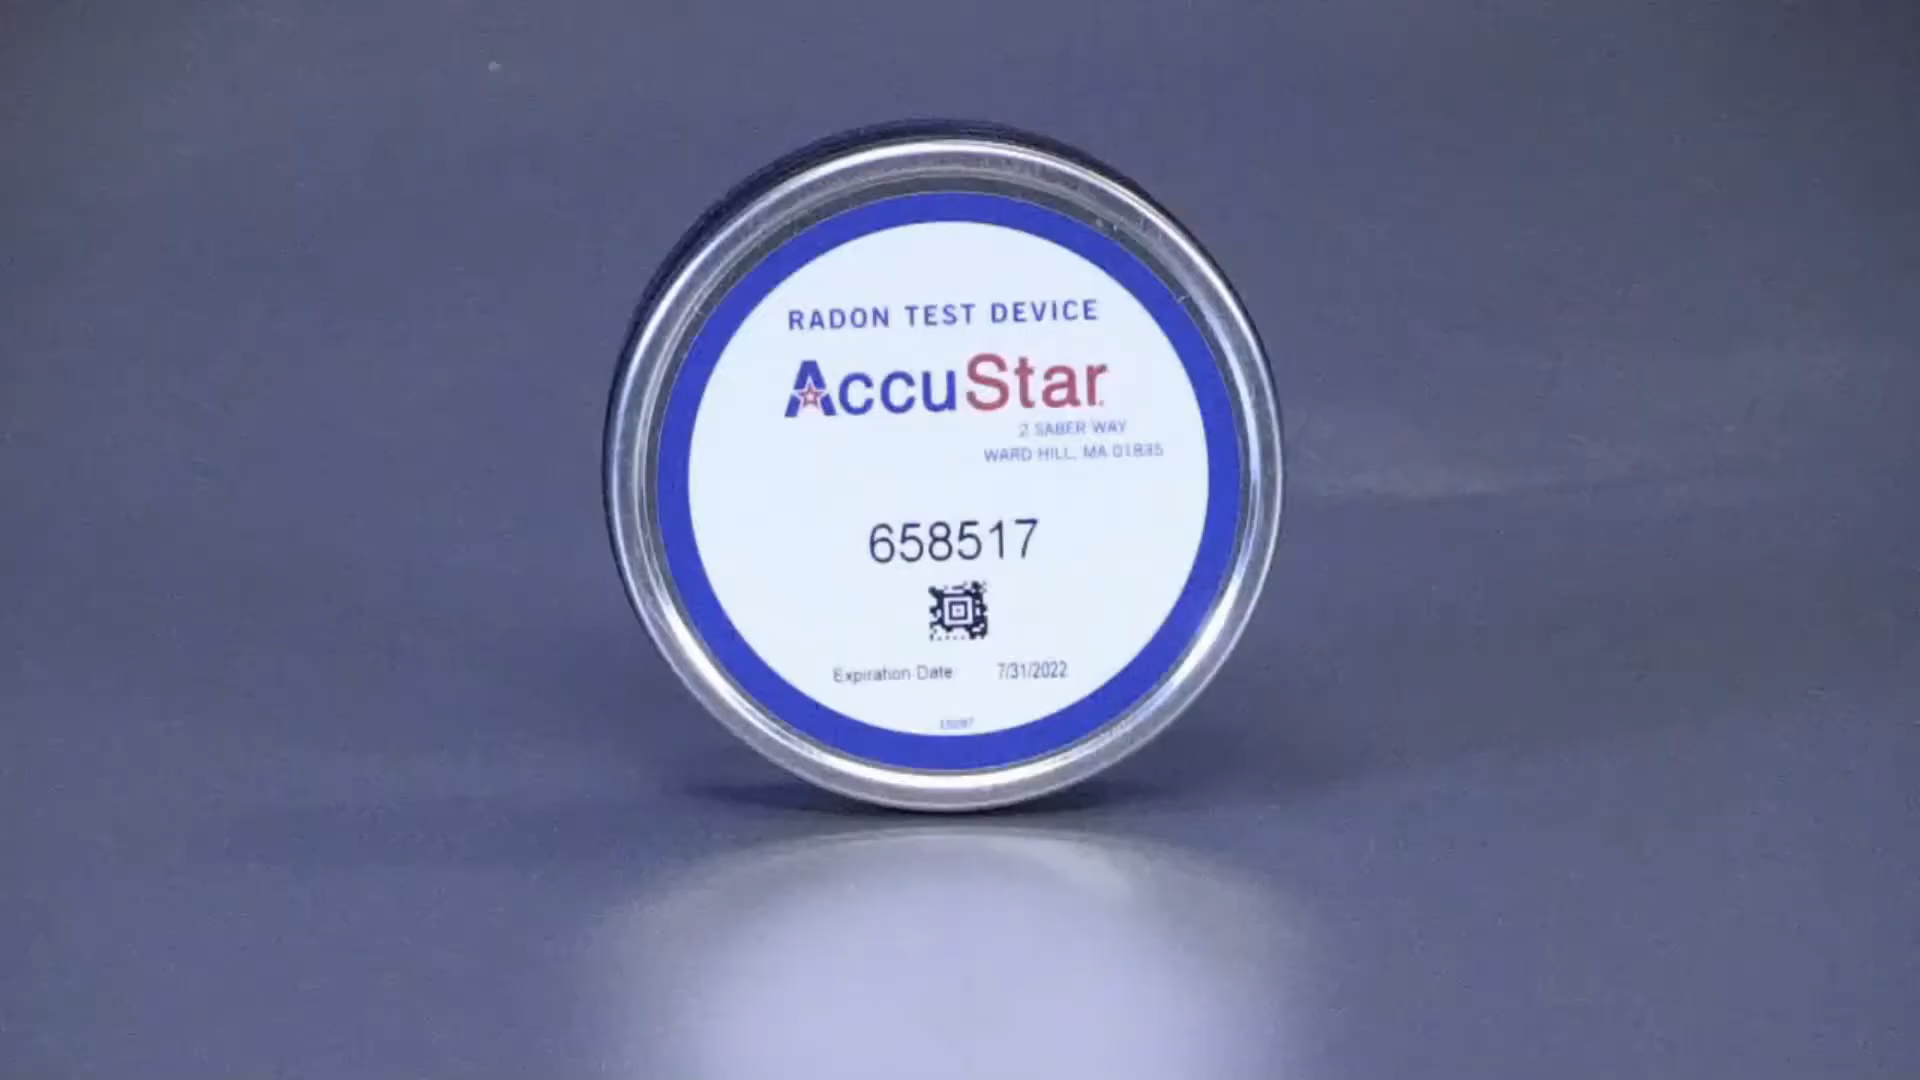 RADON TEST DEVICE
AccuStar
2 SABER WAY
WARD HILL, MA 01835
658517
Expiration Date 7/31/2022